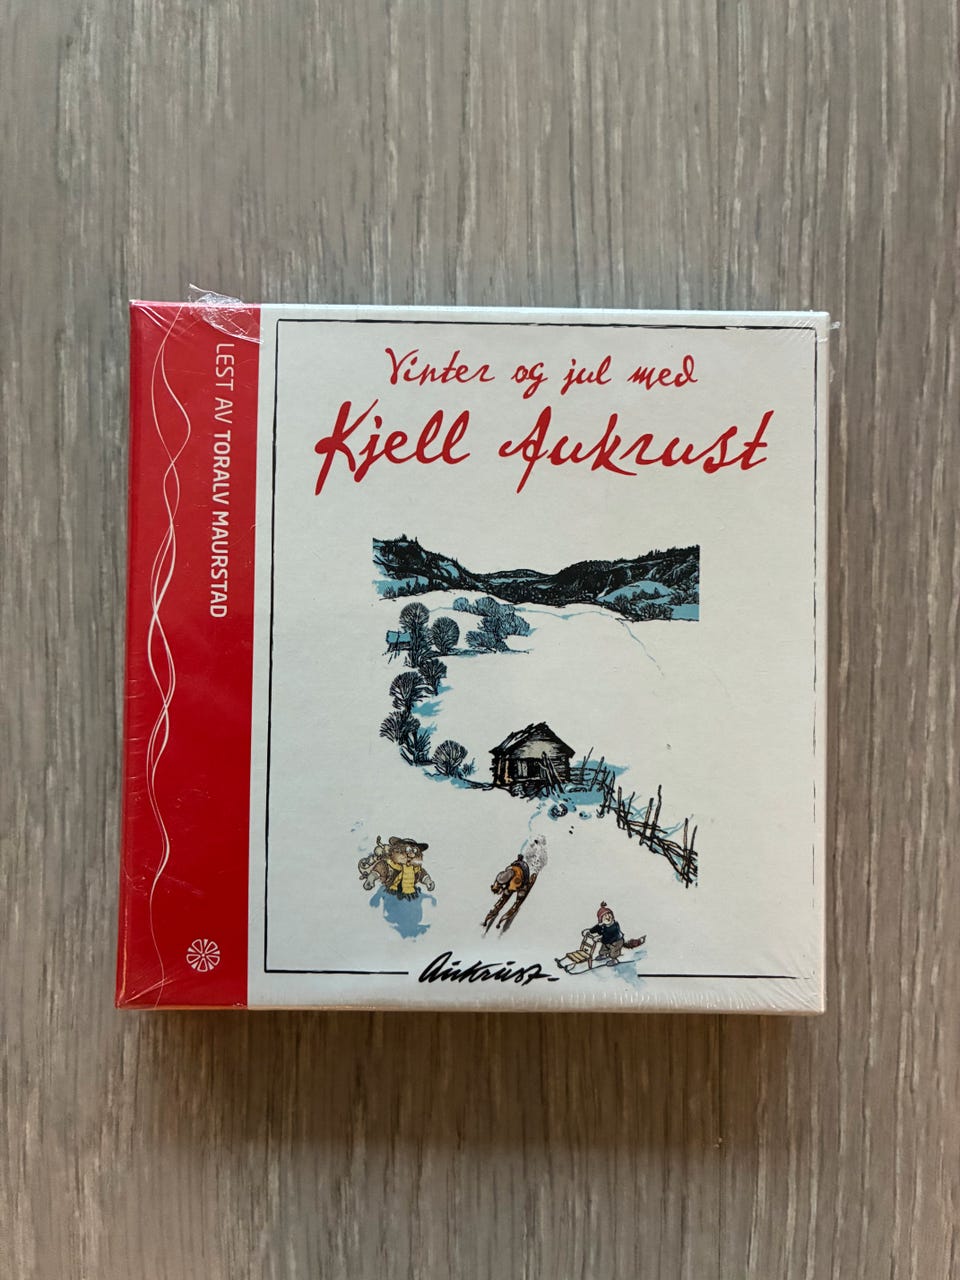 LEST AV TORALV MAURSTAD
Vinter og jul med
Kjell Aukrust
Aukrust